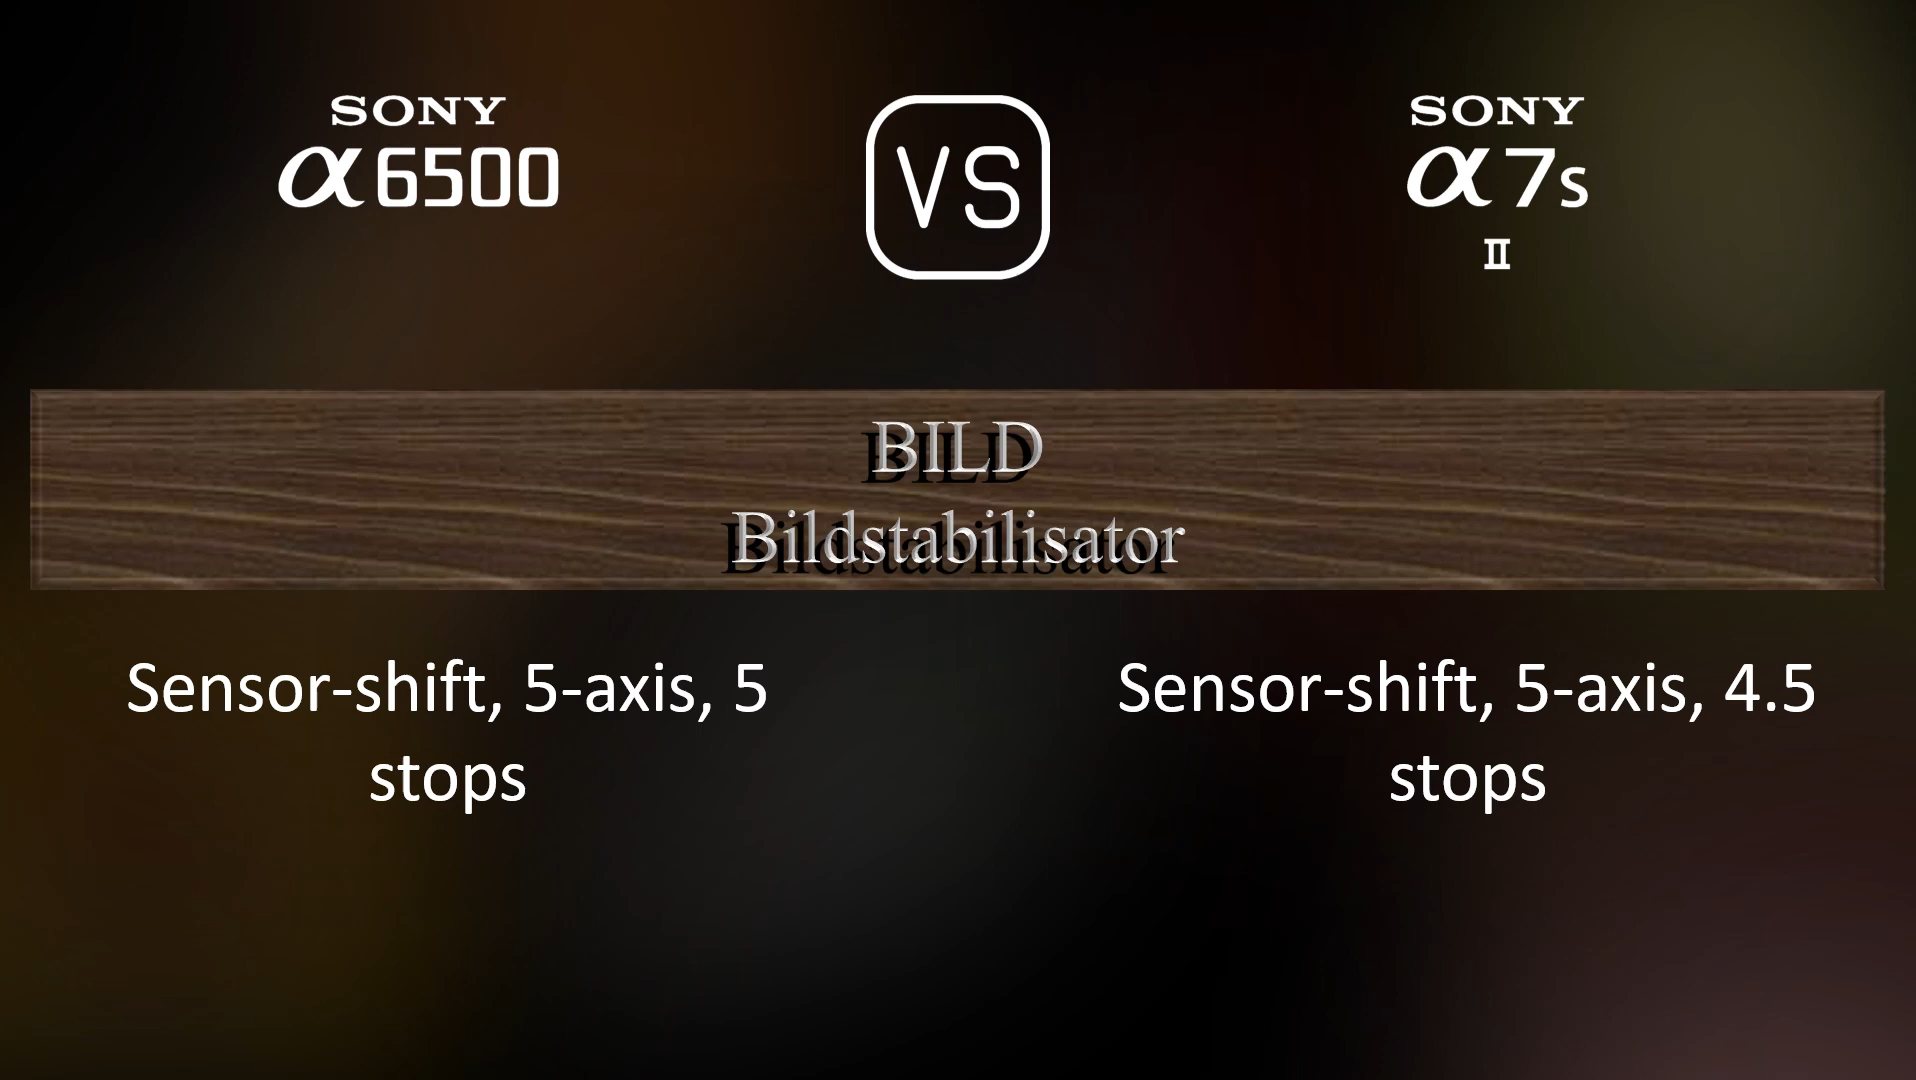 SONY
α6500
VS
SONY
α7s
II
BILD
Bildstabilisator
Sensor-shift, 5-axis, 5
stops
Sensor-shift, 5-axis, 4.5
stops